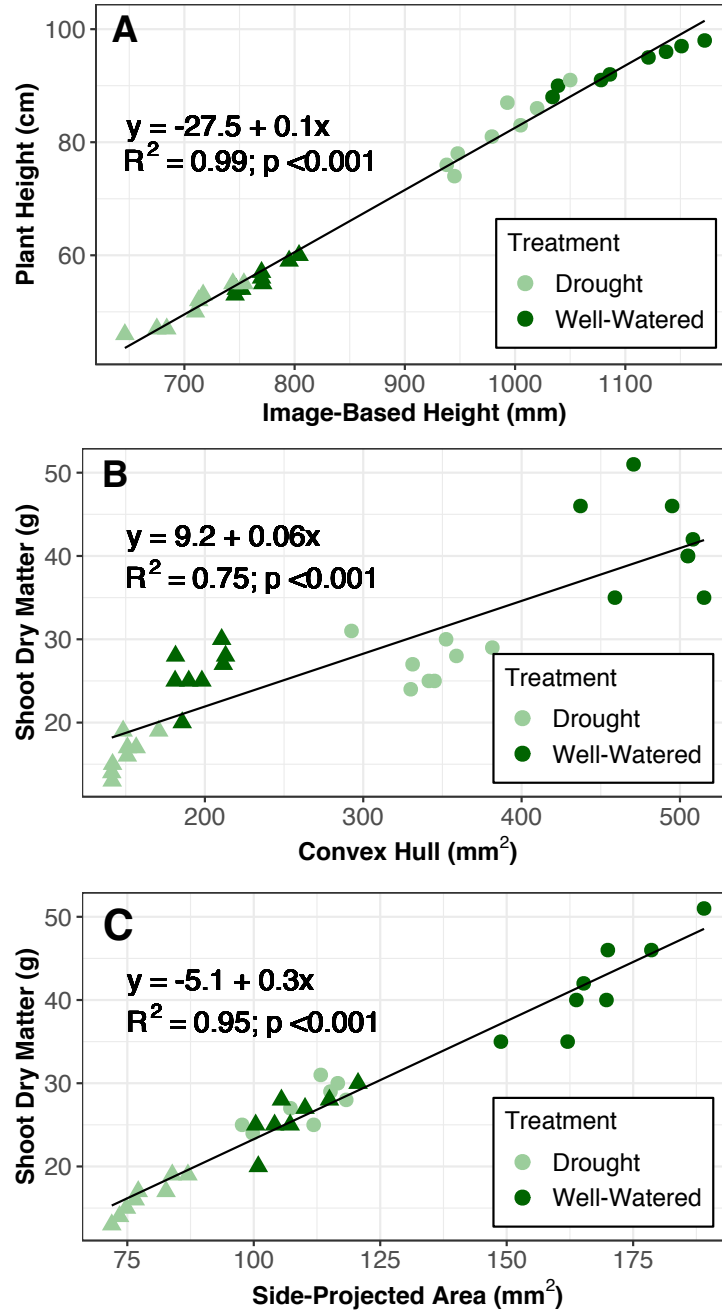 A
100
80
60
Plant Height (cm)
y = -27.5 + 0.1x
R² = 0.99; p <0.001
Treatment
Drought
Well-Watered
700 800 900 1000 1100
Image-Based Height (mm)
B
50
40
30
20
Shoot Dry Matter (g)
y = 9.2 + 0.06x
R² = 0.75; p <0.001
Treatment
Drought
Well-Watered
200 300 400 500
Convex Hull (mm²)
C
50
40
30
20
Shoot Dry Matter (g)
y = -5.1 + 0.3x
R² = 0.95; p <0.001
Treatment
Drought
Well-Watered
75 100 125 150 175
Side-Projected Area (mm²)